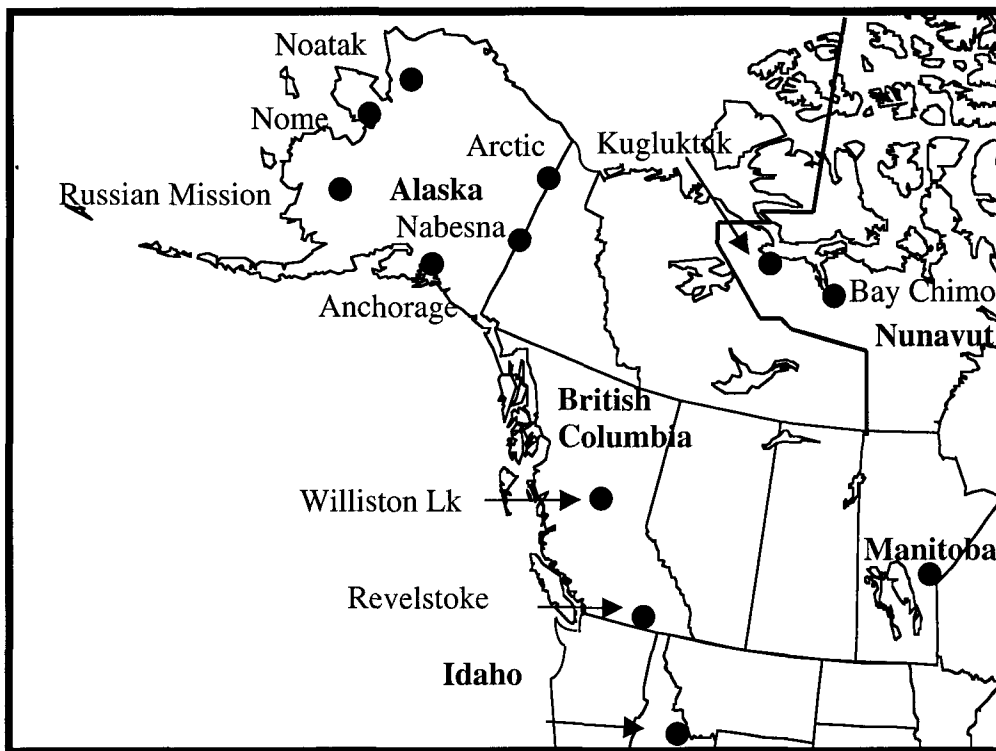 Noatak
Nome
Arctic
Kugluktuk
Russian Mission
Alaska
Nabesna
Anchorage
Bay Chimo
Nunavut
British
Columbia
Williston Lk
Manitoba
Revelstoke
Idaho